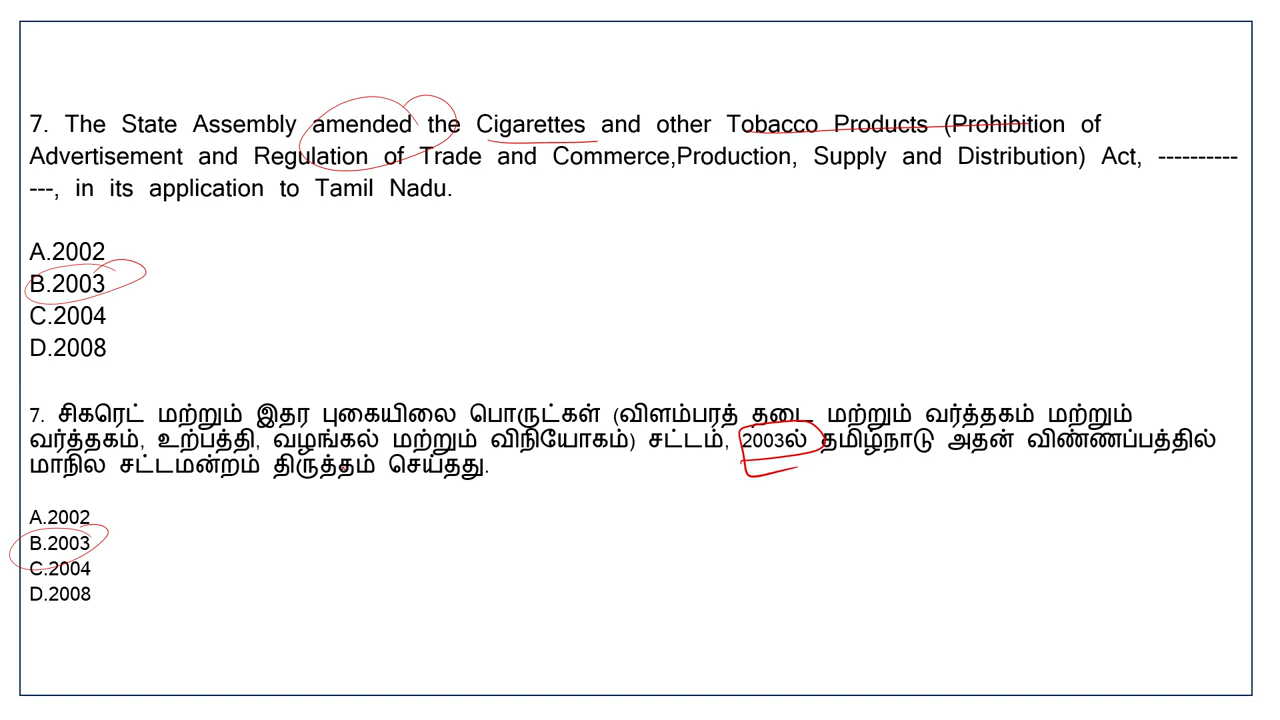 7. The State Assembly amended the Cigarettes and other Tobacco Products (Prohibition of
Advertisement and Regulation of Trade and Commerce,Production, Supply and Distribution) Act, ----------
---, in its application to Tamil Nadu.
A.2002
B.2003
C.2004
D.2008
7. சிகரெட் மற்றும் இதர புகையிலை பொருட்கள் (விளம்பரத் தடை மற்றும் வர்த்தகம் மற்றும்
வர்த்தகம், உற்பத்தி, வழங்கல் மற்றும் விநியோகம்) சட்டம், 2003ல் தமிழ்நாடு அதன் விண்ணப்பத்தில்
மாநில சட்டமன்றம் திருத்தம் செய்தது.
A.2002
B.2003
C.2004
D.2008